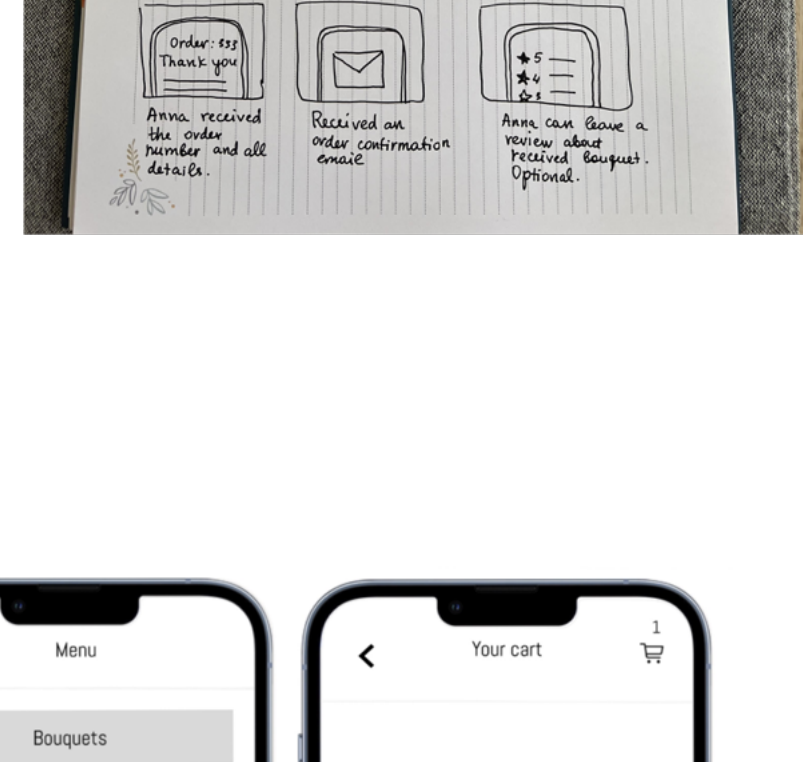 Order: 333
Thank you
Anna received
the order
number and all
details.
Received an
order confirmation
email
5
4
3
Anna can leave a
review about
received bouquet.
Optional.
Menu
Bouquets
Your cart
1